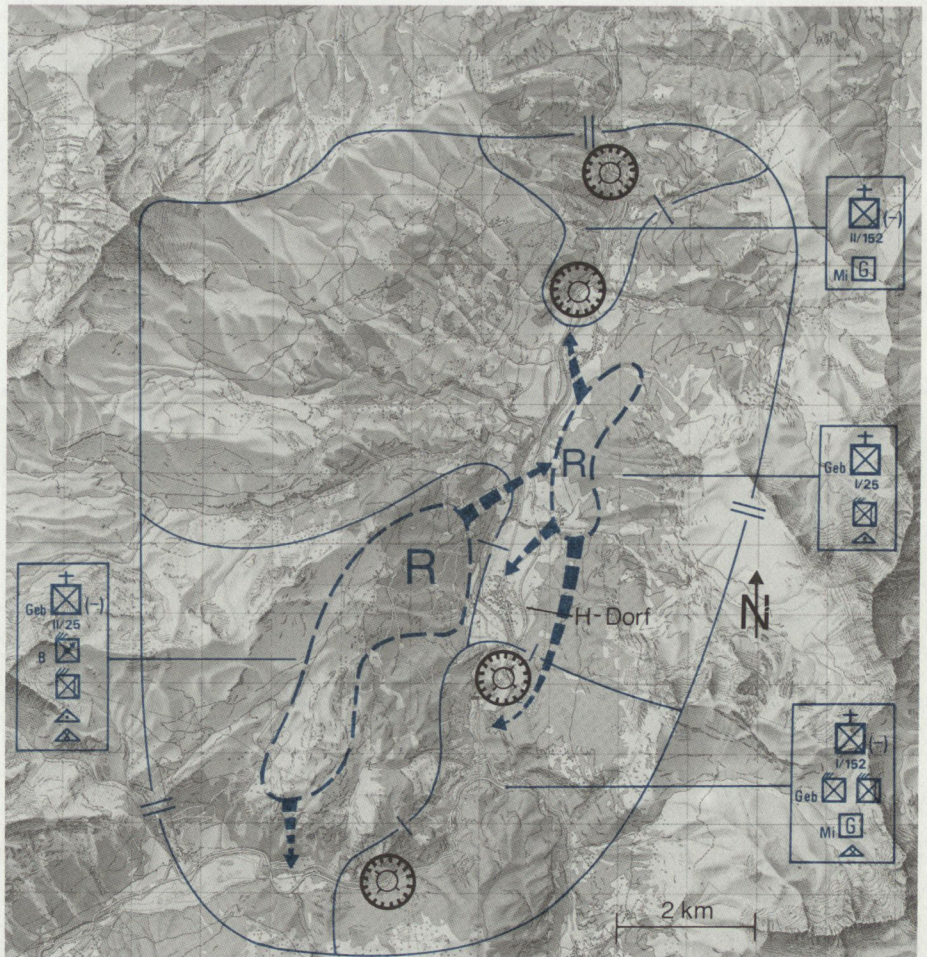 (-)
II/152
Mi G
Geb
I/25
R
R
Geb (-)
II/25
B
H-Dorf
N
(-)
I/152
Geb
Mi G
2 km